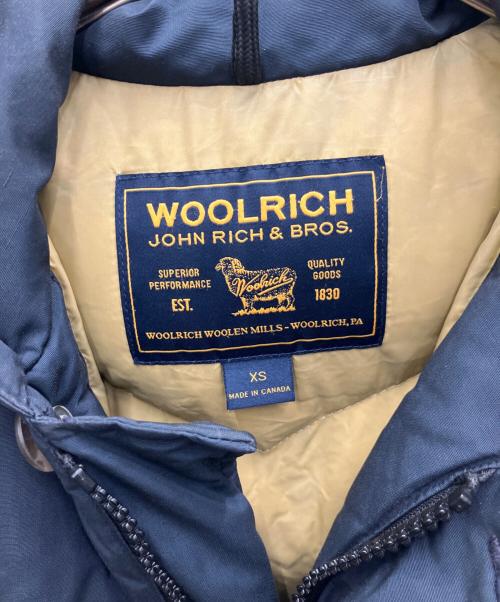 WOOLRICH
JOHN RICH & BROS.
SUPERIOR
PERFORMANCE
EST.
Woolrich
QUALITY
GOODS
1830
WOOLRICH WOOLEN MILLS - WOOLRICH, PA
XS
MADE IN CANADA